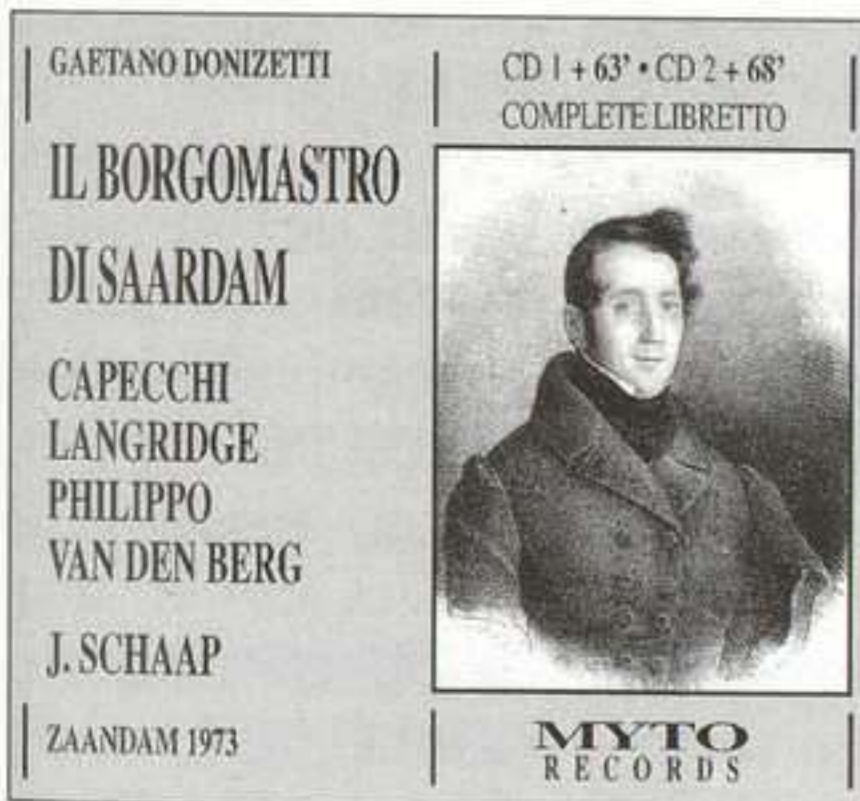 GAETANO DONIZETTI
IL BORGOMASTRO
DI SAARDAM
CAPECCHI
LANGRIDGE
PHILIPPO
VAN DEN BERG
J. SCHAAP
ZAANDAM 1973
CD 1 + 63' • CD 2 + 68'
COMPLETE LIBRETTO
MYTO
RECORDS